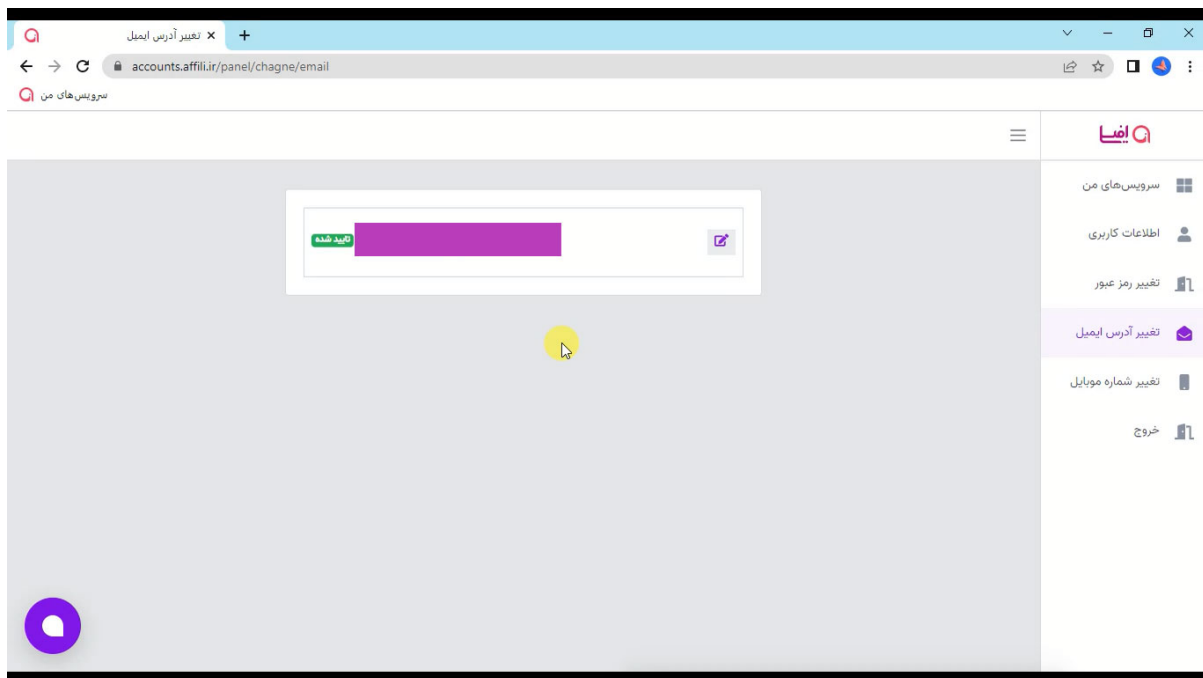 تغییر آدرس ایمیل
accounts.affili.ir/panel/chagne/email
سرویس‌های من
افیلی
سرویس‌های من
اطلاعات کاربری
تغییر رمز عبور
تغییر آدرس ایمیل
تغییر شماره موبایل
خروج
تایید شده